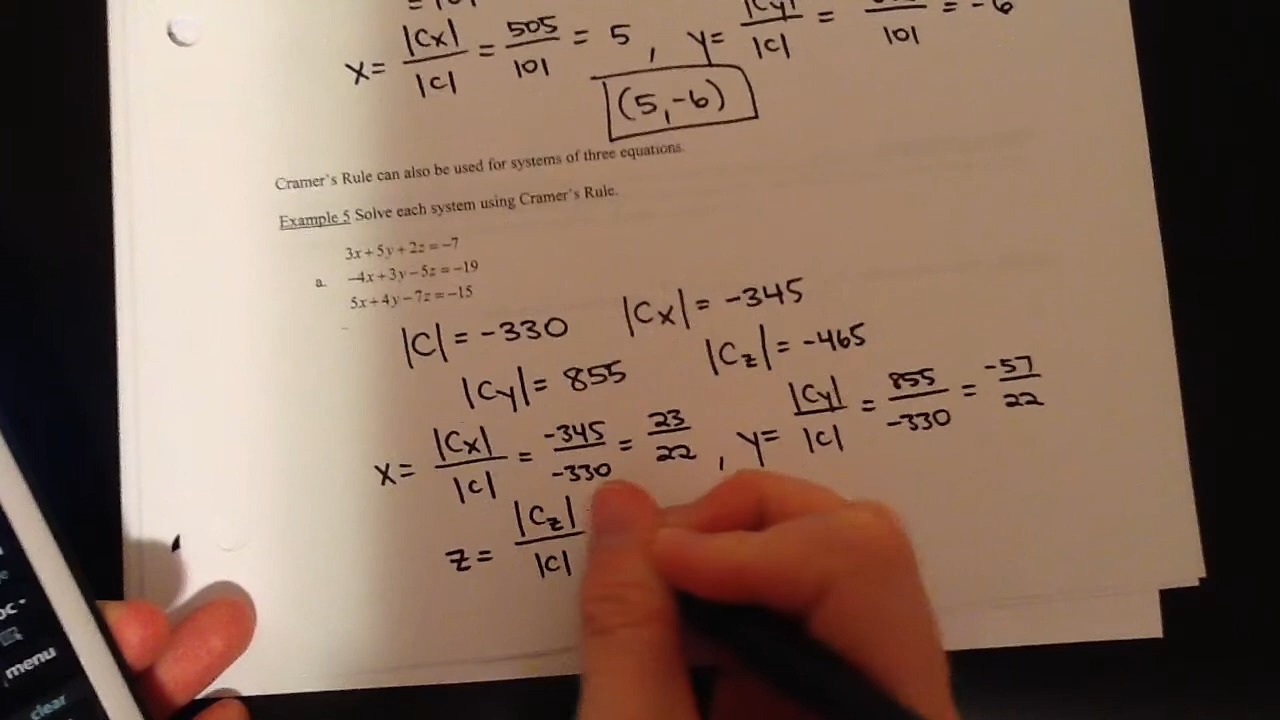 x= |Cx| / |C| = 505 / 101 = 5 , y= |Cy| / |C| = / 101 = -6
(5,-6)
Cramer's Rule can also be used for systems of three equations.
Example 5 Solve each system using Cramer's Rule.
3x+5y+2z=-7
a. -4x+3y-5z=-19
5x+4y-7z=-15
|C|= -330 |Cx|= -345
|Cy|= 855 |Cz|= -465
x= |Cx| / |C| = -345 / -330 = 23 / 22 , y= |Cy| / |C| = 855 / -330 = -57 / 22
z= |Cz| / |C|
menu
clear